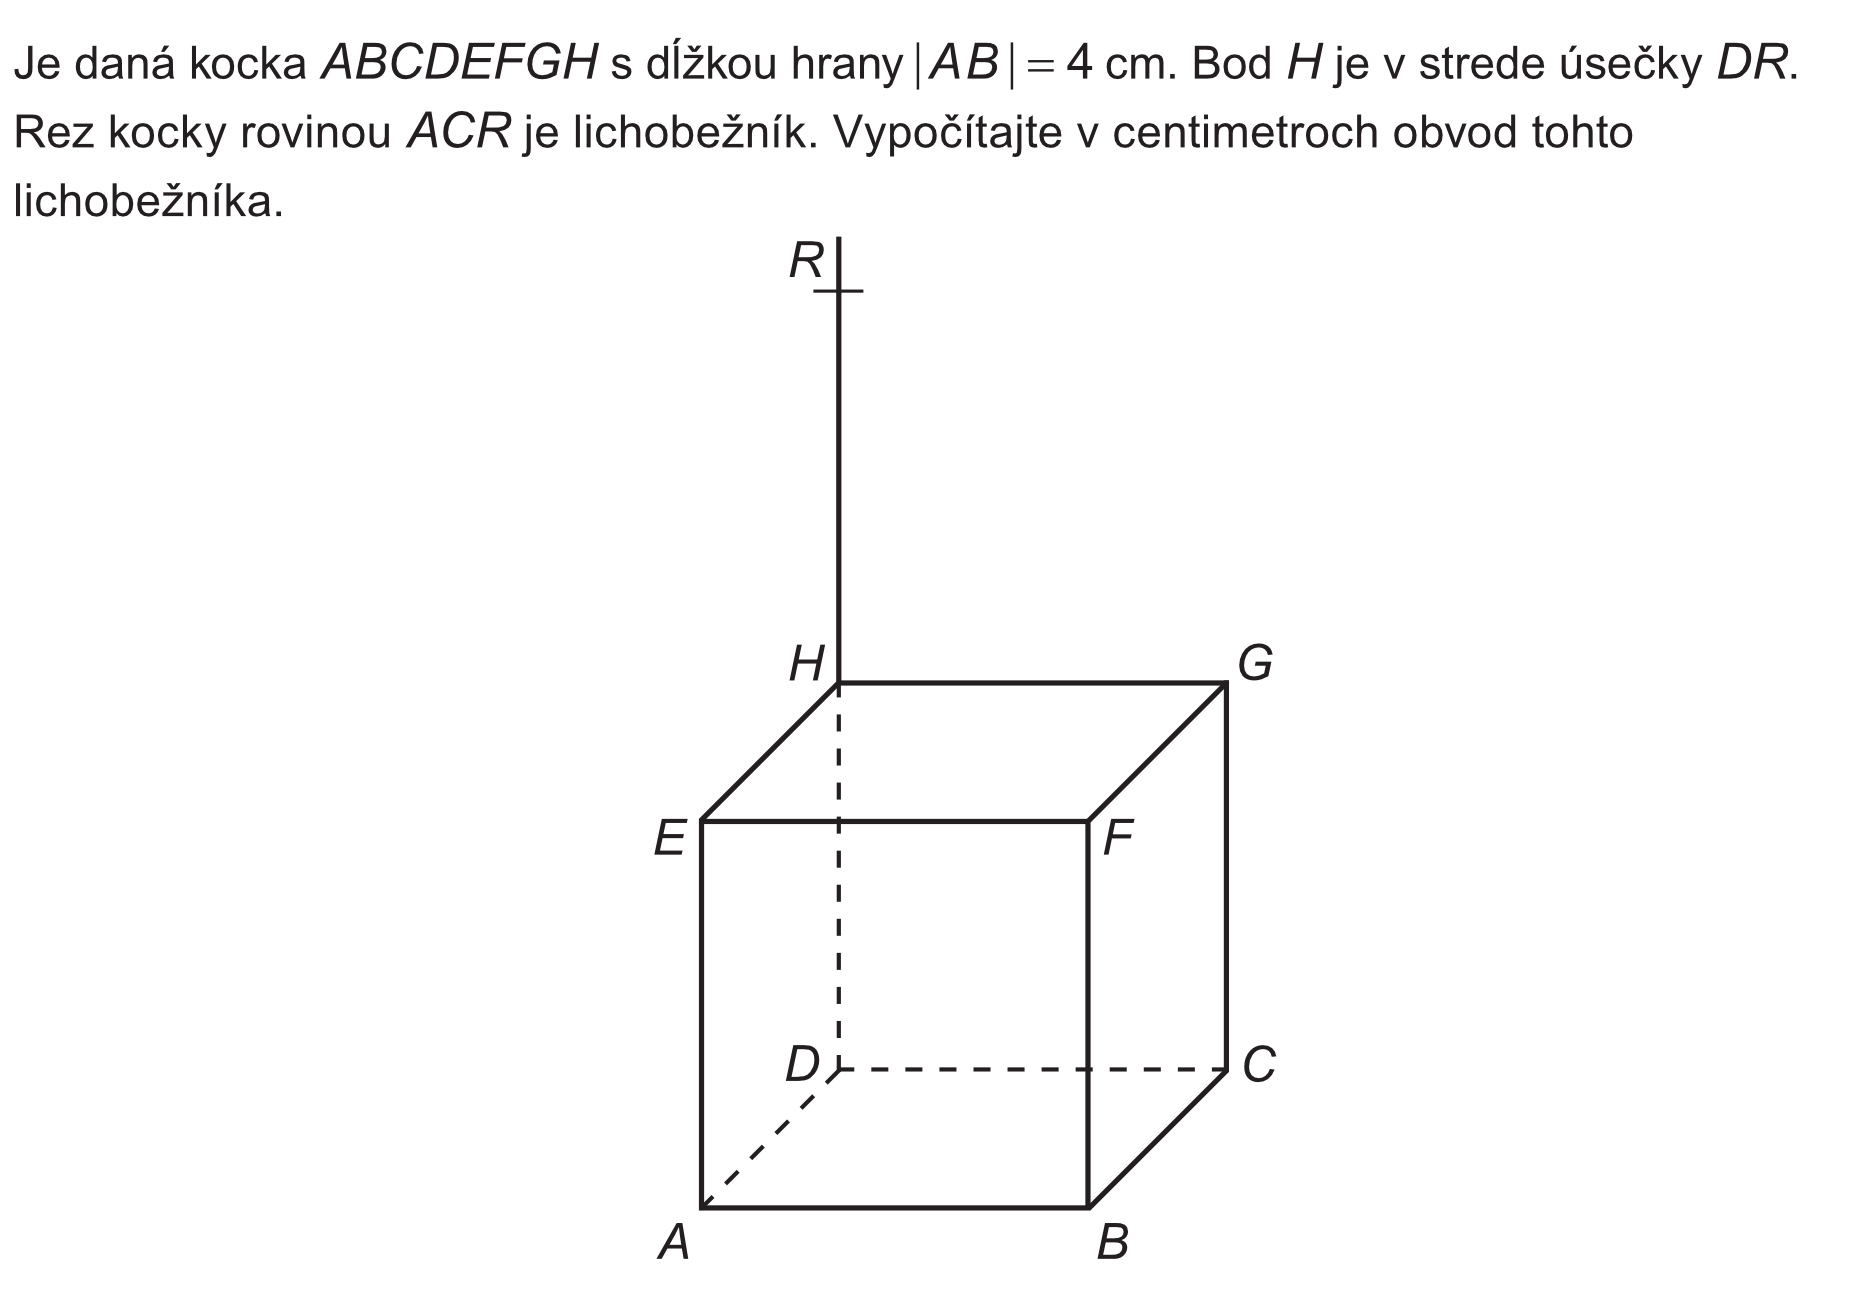 Je daná kocka ABCDEFGH s dĺžkou hrany |AB| = 4 cm. Bod H je v strede úsečky DR.
Rez kocky rovinou ACR je lichobežník. Vypočítajte v centimetroch obvod tohto
lichobežníka.
R
H
G
E
F
D
C
A
B